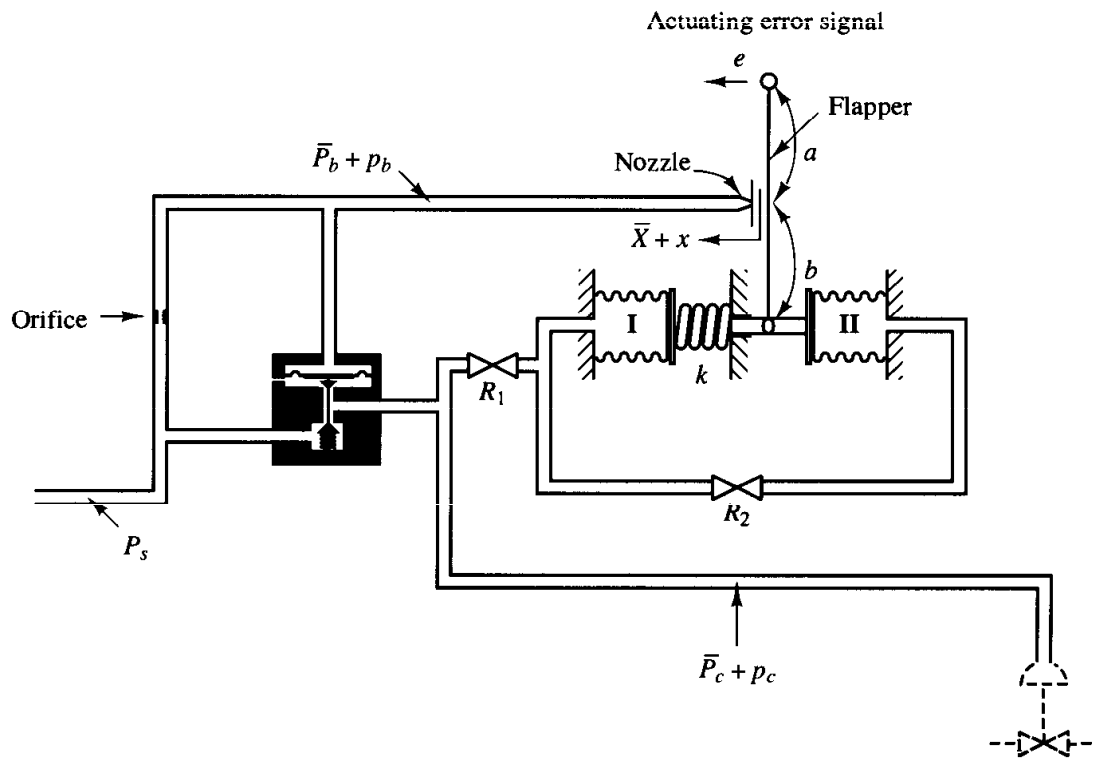 Actuating error signal
e
Flapper
a
P̄b + pb
Nozzle
X̄ + x
b
Orifice
I
II
k
R1
R2
Ps
P̄c + pc